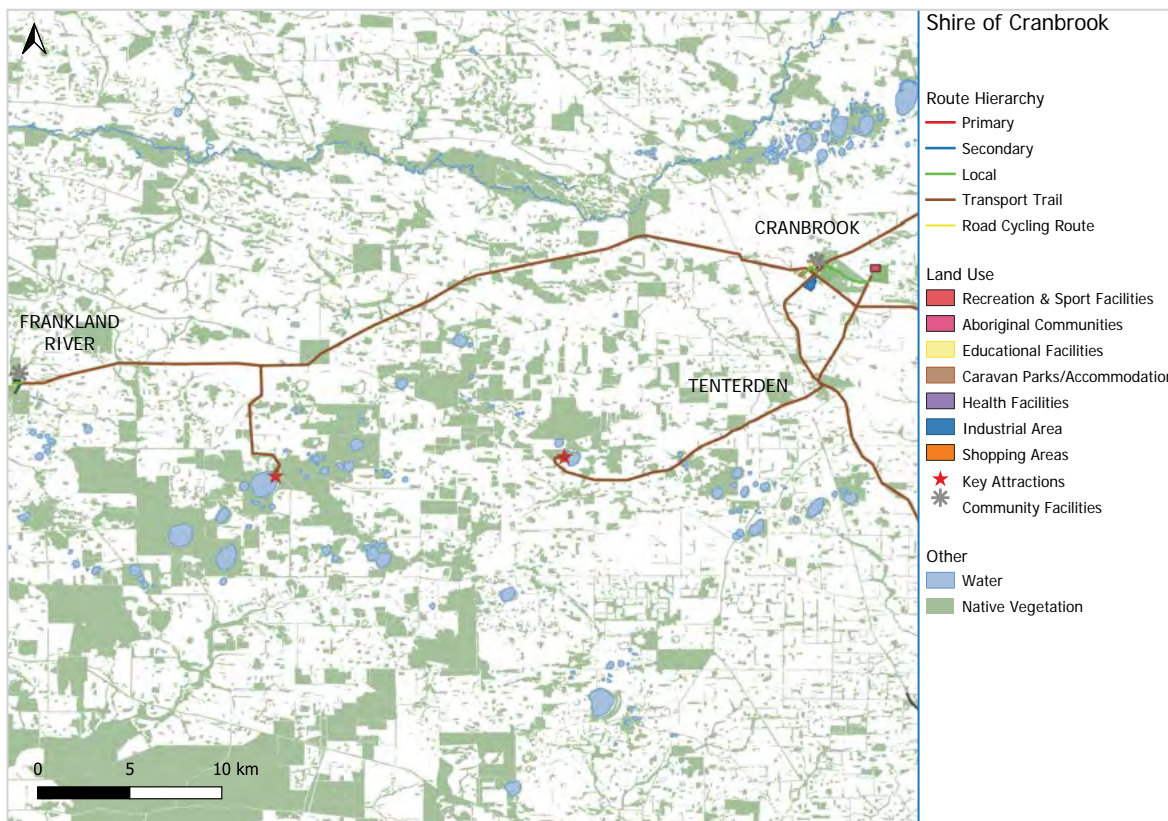 Shire of Cranbrook
Route Hierarchy
Primary
Secondary
Local
Transport Trail
Road Cycling Route
Land Use
Recreation & Sport Facilities
Aboriginal Communities
Educational Facilities
Caravan Parks/Accommodation
Health Facilities
Industrial Area
Shopping Areas
Key Attractions
Community Facilities
Other
Water
Native Vegetation
CRANBROOK
FRANKLAND
RIVER
TENTERDEN
0 5 10 km